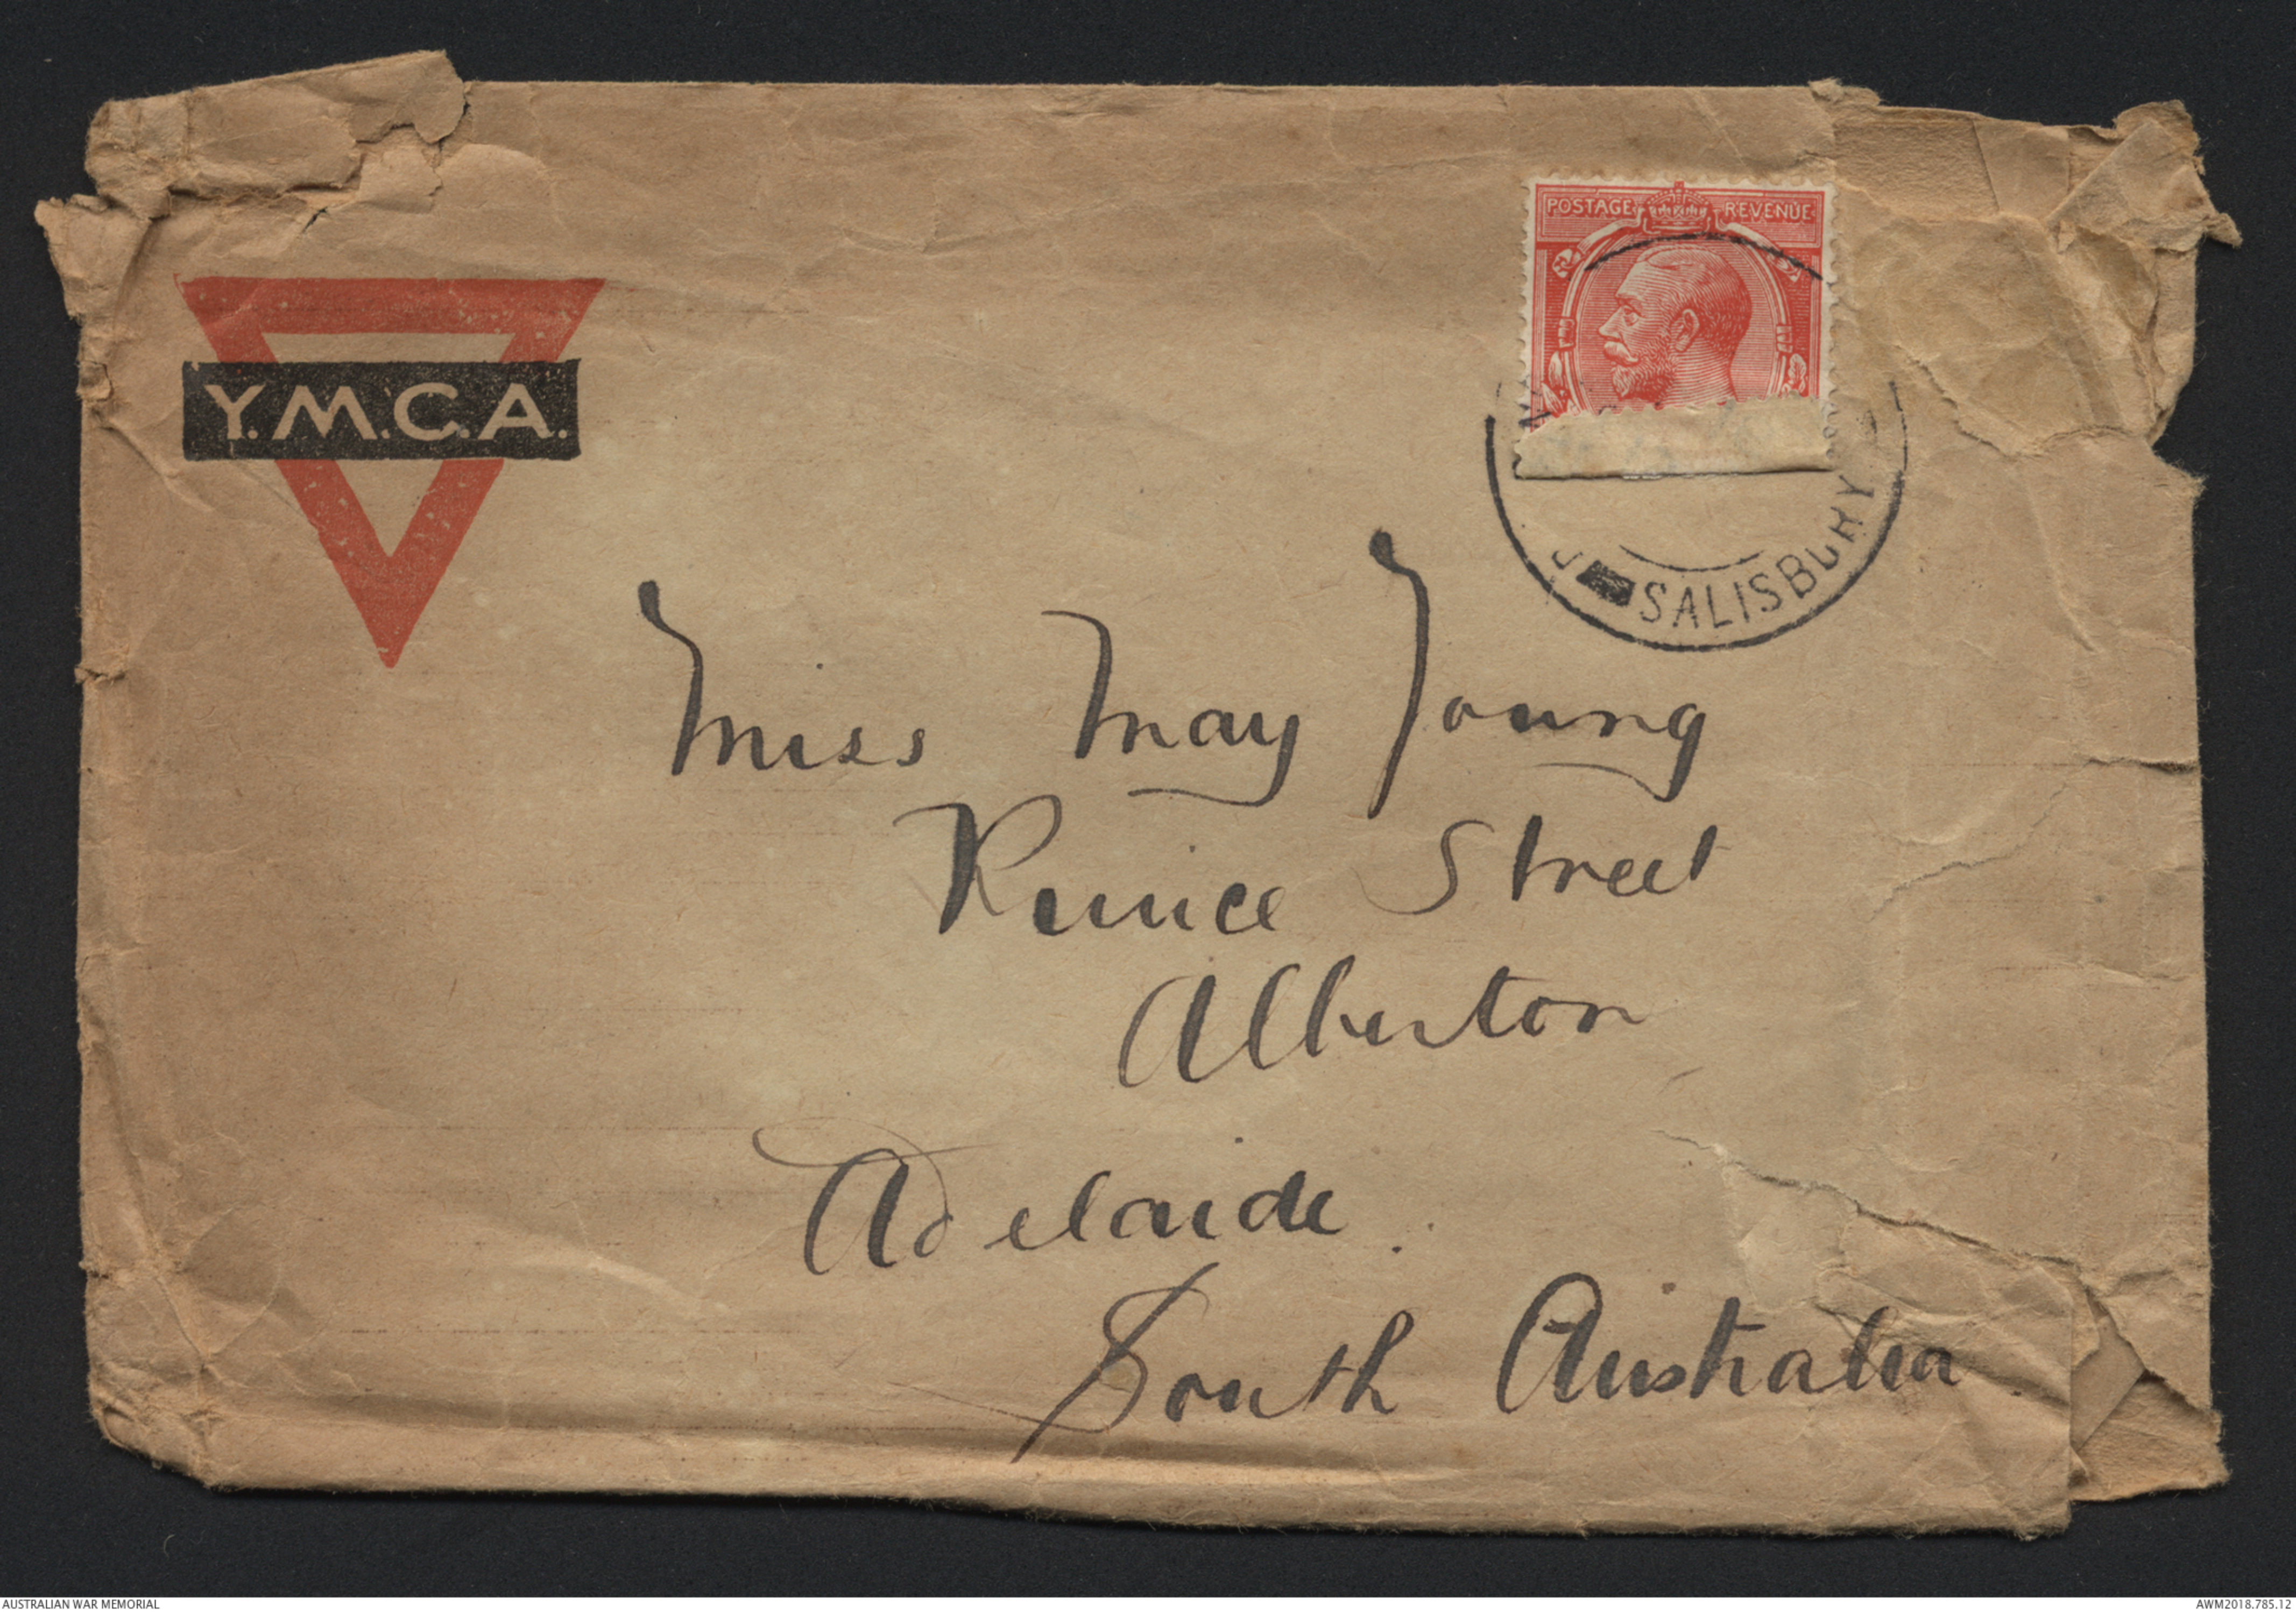 POSTAGE REVENUE
Y.M.C.A.
SALISBURY
Miss May Young
Prince Street
Alberton
Adelaide.
South Australia.
AUSTRALIAN WAR MEMORIAL
AWM2018.785.12